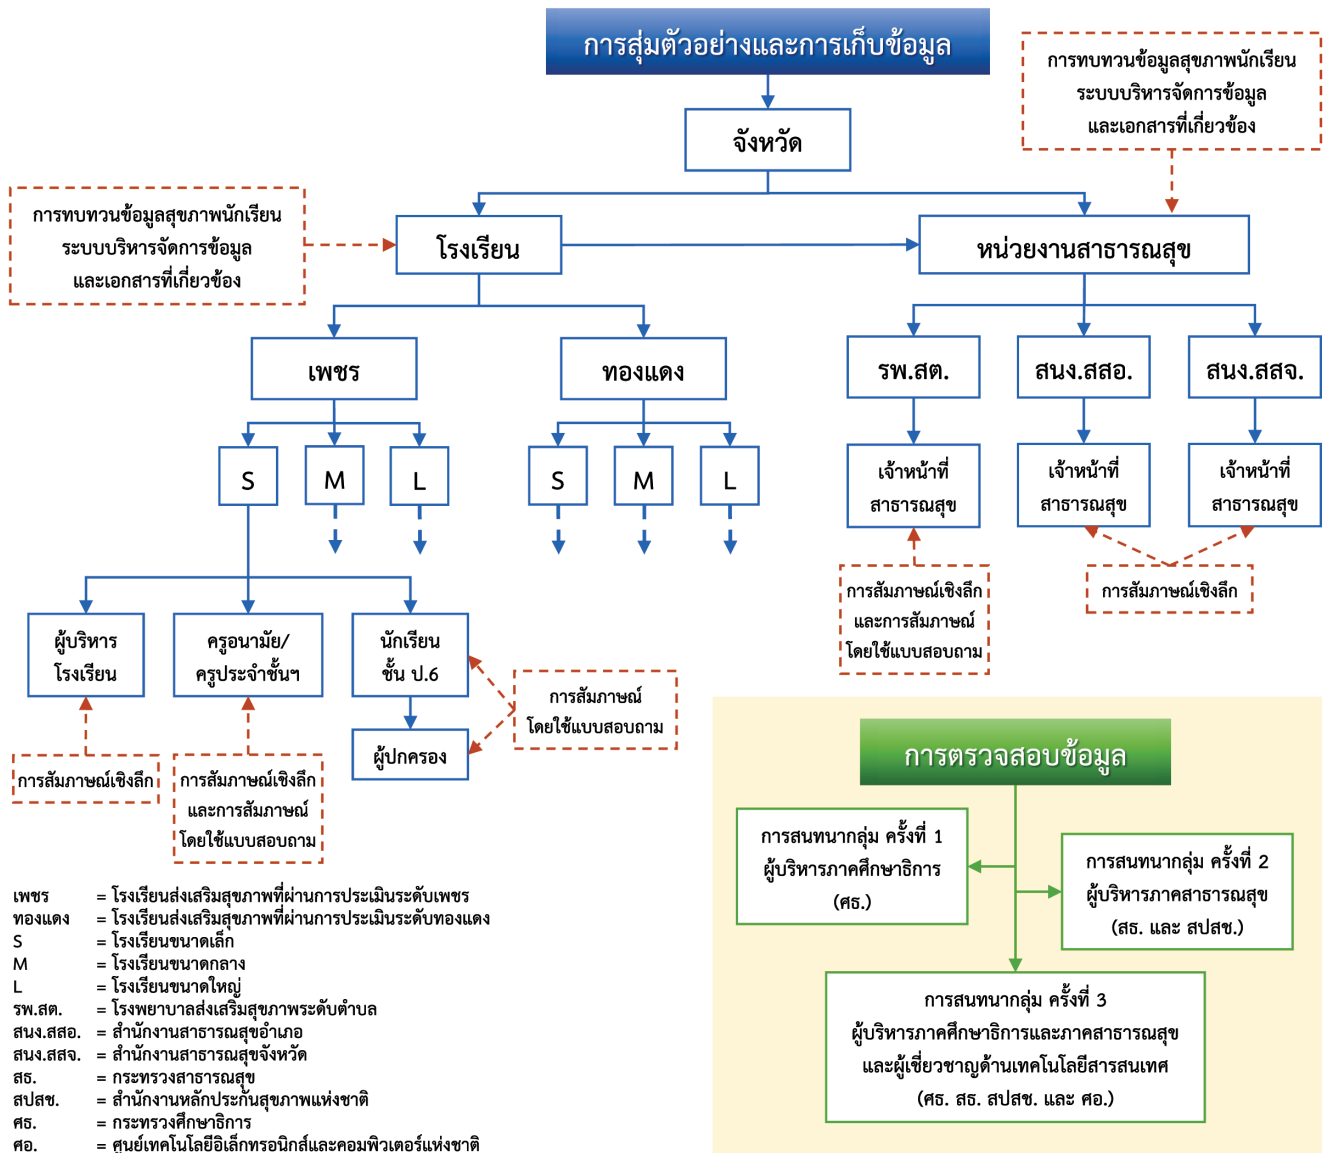 การสุ่มตัวอย่างและการเก็บข้อมูล
การทบทวนข้อมูลสุขภาพนักเรียน
ระบบบริหารจัดการข้อมูล
และเอกสารที่เกี่ยวข้อง
จังหวัด
การทบทวนข้อมูลสุขภาพนักเรียน
ระบบบริหารจัดการข้อมูล
และเอกสารที่เกี่ยวข้อง
โรงเรียน
หน่วยงานสาธารณสุข
เพชร
ทองแดง
รพ.สต.
สนง.สสอ.
สนง.สสจ.
S
M
L
S
M
L
เจ้าหน้าที่
สาธารณสุข
เจ้าหน้าที่
สาธารณสุข
เจ้าหน้าที่
สาธารณสุข
การสัมภาษณ์เชิงลึก
และการสัมภาษณ์
โดยใช้แบบสอบถาม
การสัมภาษณ์เชิงลึก
ผู้บริหาร
โรงเรียน
ครูอนามัย/
ครูประจำชั้นฯ
นักเรียน
ชั้น ป.6
การสัมภาษณ์
โดยใช้แบบสอบถาม
ผู้ปกครอง
การสัมภาษณ์เชิงลึก
การสัมภาษณ์เชิงลึก
และการสัมภาษณ์
โดยใช้แบบสอบถาม
การตรวจสอบข้อมูล
การสนทนากลุ่ม ครั้งที่ 1
ผู้บริหารภาคศึกษาธิการ
(ศธ.)
การสนทนากลุ่ม ครั้งที่ 2
ผู้บริหารภาคสาธารณสุข
(สธ. และ สปสช.)
การสนทนากลุ่ม ครั้งที่ 3
ผู้บริหารภาคศึกษาธิการและภาคสาธารณสุข
และผู้เชี่ยวชาญด้านเทคโนโลยีสารสนเทศ
(ศธ. สธ. สปสช. และ ศอ.)
เพชร = โรงเรียนส่งเสริมสุขภาพที่ผ่านการประเมินระดับเพชร
ทองแดง = โรงเรียนส่งเสริมสุขภาพที่ผ่านการประเมินระดับทองแดง
S = โรงเรียนขนาดเล็ก
M = โรงเรียนขนาดกลาง
L = โรงเรียนขนาดใหญ่
รพ.สต. = โรงพยาบาลส่งเสริมสุขภาพระดับตำบล
สนง.สสอ. = สำนักงานสาธารณสุขอำเภอ
สนง.สสจ. = สำนักงานสาธารณสุขจังหวัด
สธ. = กระทรวงสาธารณสุข
สปสช. = สำนักงานหลักประกันสุขภาพแห่งชาติ
ศธ. = กระทรวงศึกษาธิการ
ศอ. = ศูนย์เทคโนโลยีอิเล็กทรอนิกส์และคอมพิวเตอร์แห่งชาติ